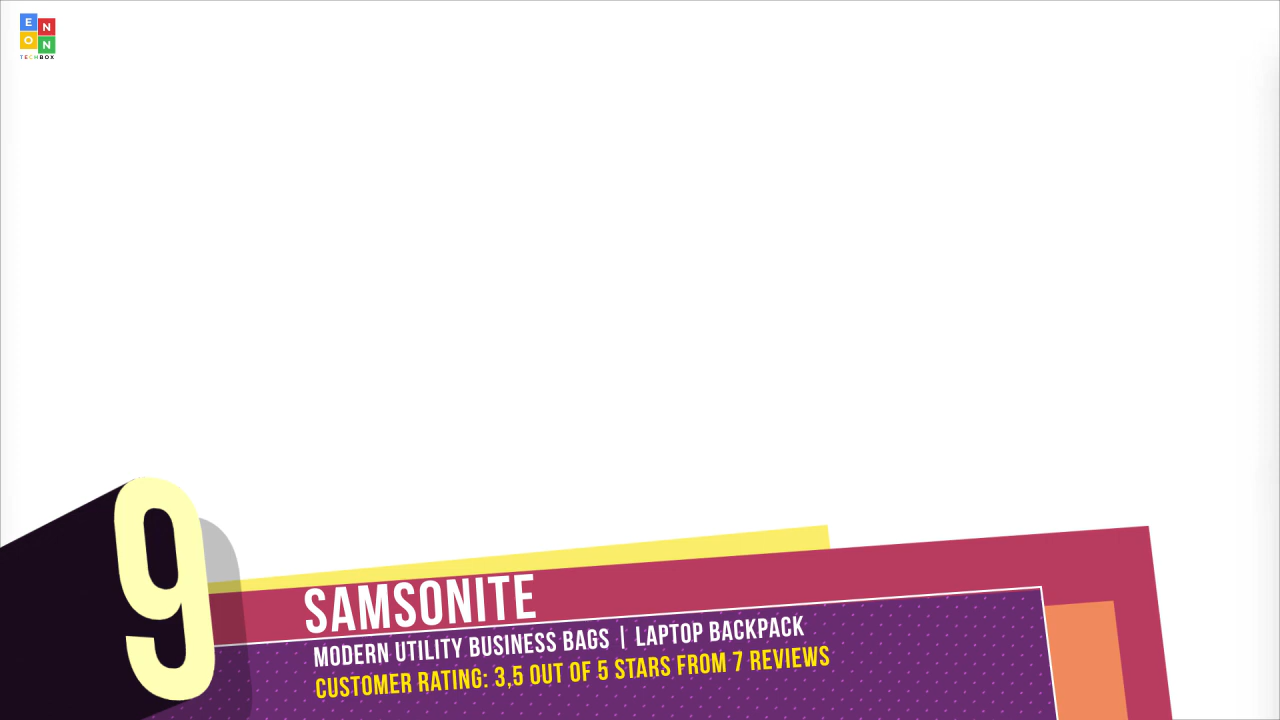 E N
O N
TECHBOX
9
SAMSONITE
MODERN UTILITY BUSINESS BAGS | LAPTOP BACKPACK
CUSTOMER RATING: 3,5 OUT OF 5 STARS FROM 7 REVIEWS